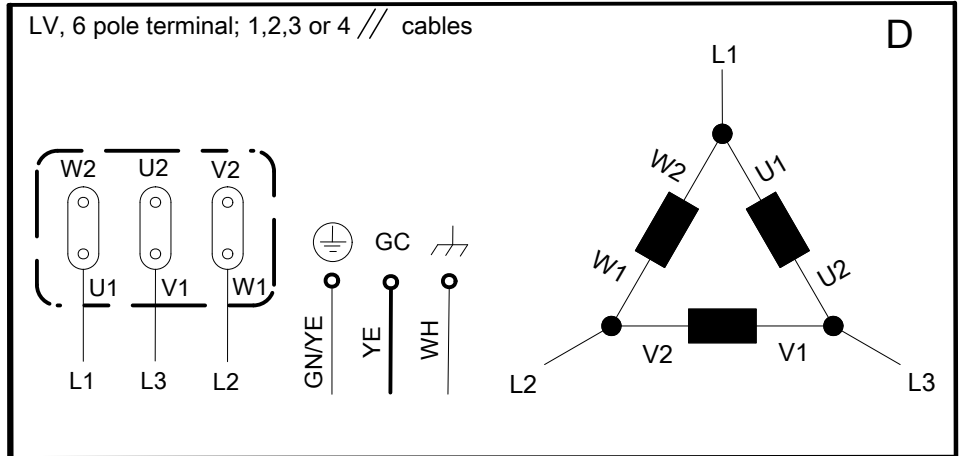 LV, 6 pole terminal; 1,2,3 or 4 // cables
D
W2 U2 V2
U1 V1 W1
L1 L3 L2
GC
GN/YE
YE
WH
L1
W2 U1
W1 U2
V2 V1
L2 L3